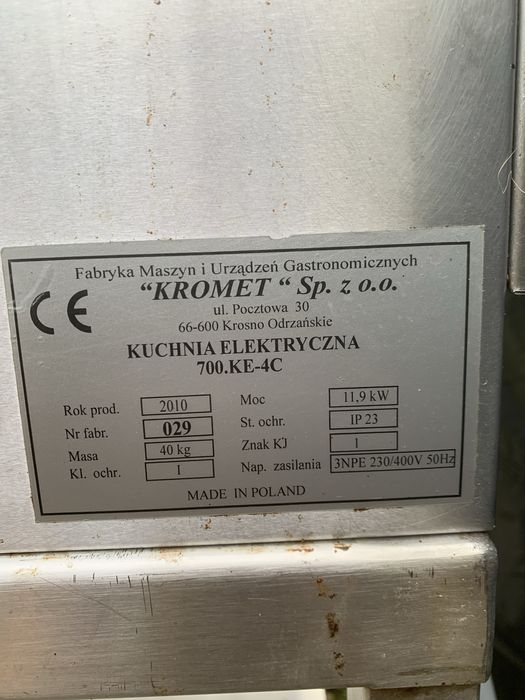 Fabryka Maszyn i Urządzeń Gastronomicznych
CE "KROMET “ Sp. z o.o.
ul. Pocztowa 30
66-600 Krosno Odrzańskie
KUCHNIA ELEKTRYCZNA
700.KE-4C
Rok prod. 2010 Moc 11,9 kW
Nr fabr. 029 St. ochr. IP 23
Masa 40 kg Znak KJ 1
Kl. ochr. I Nap. zasilania 3NPE 230/400V 50Hz
MADE IN POLAND